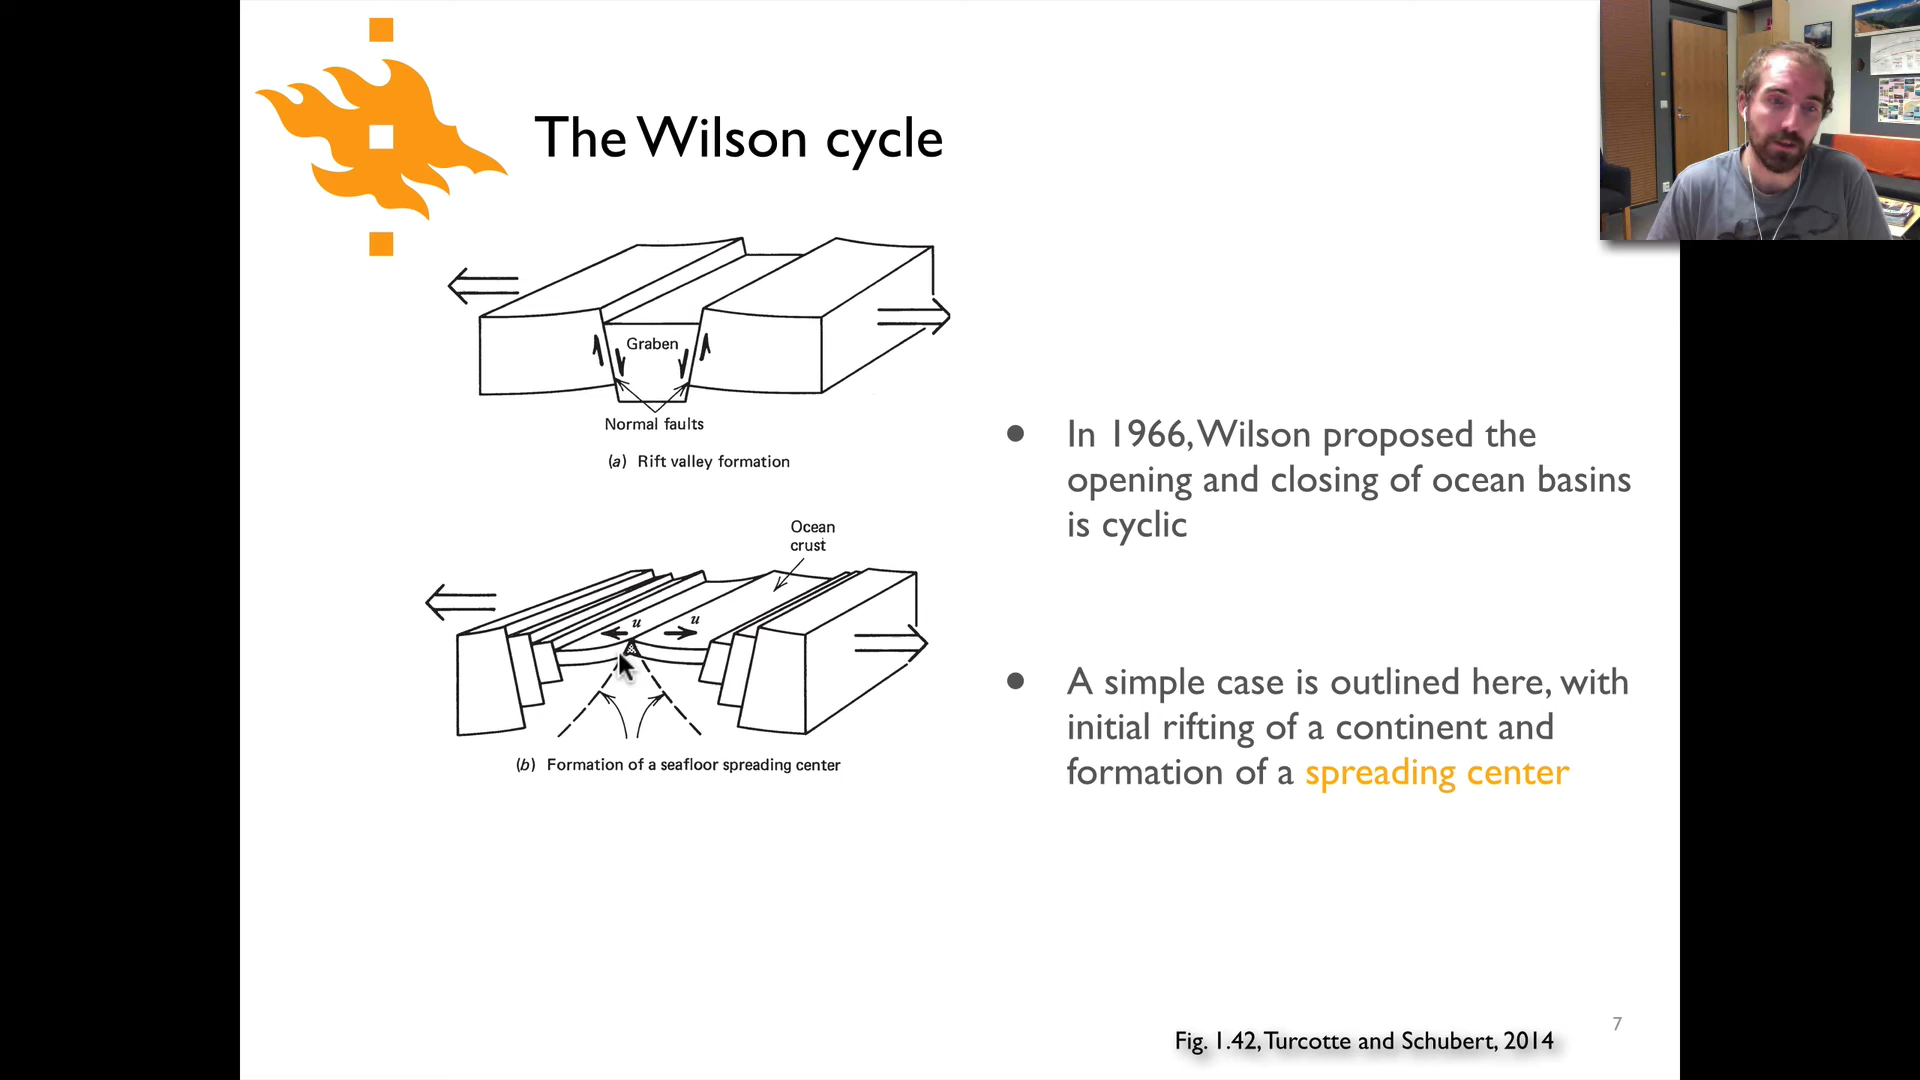 The Wilson cycle
Graben
Normal faults
(a) Rift valley formation
Ocean
crust
u
u
(b) Formation of a seafloor spreading center
• In 1966, Wilson proposed the
opening and closing of ocean basins
is cyclic
• A simple case is outlined here, with
initial rifting of a continent and
formation of a spreading center
7
Fig. 1.42, Turcotte and Schubert, 2014